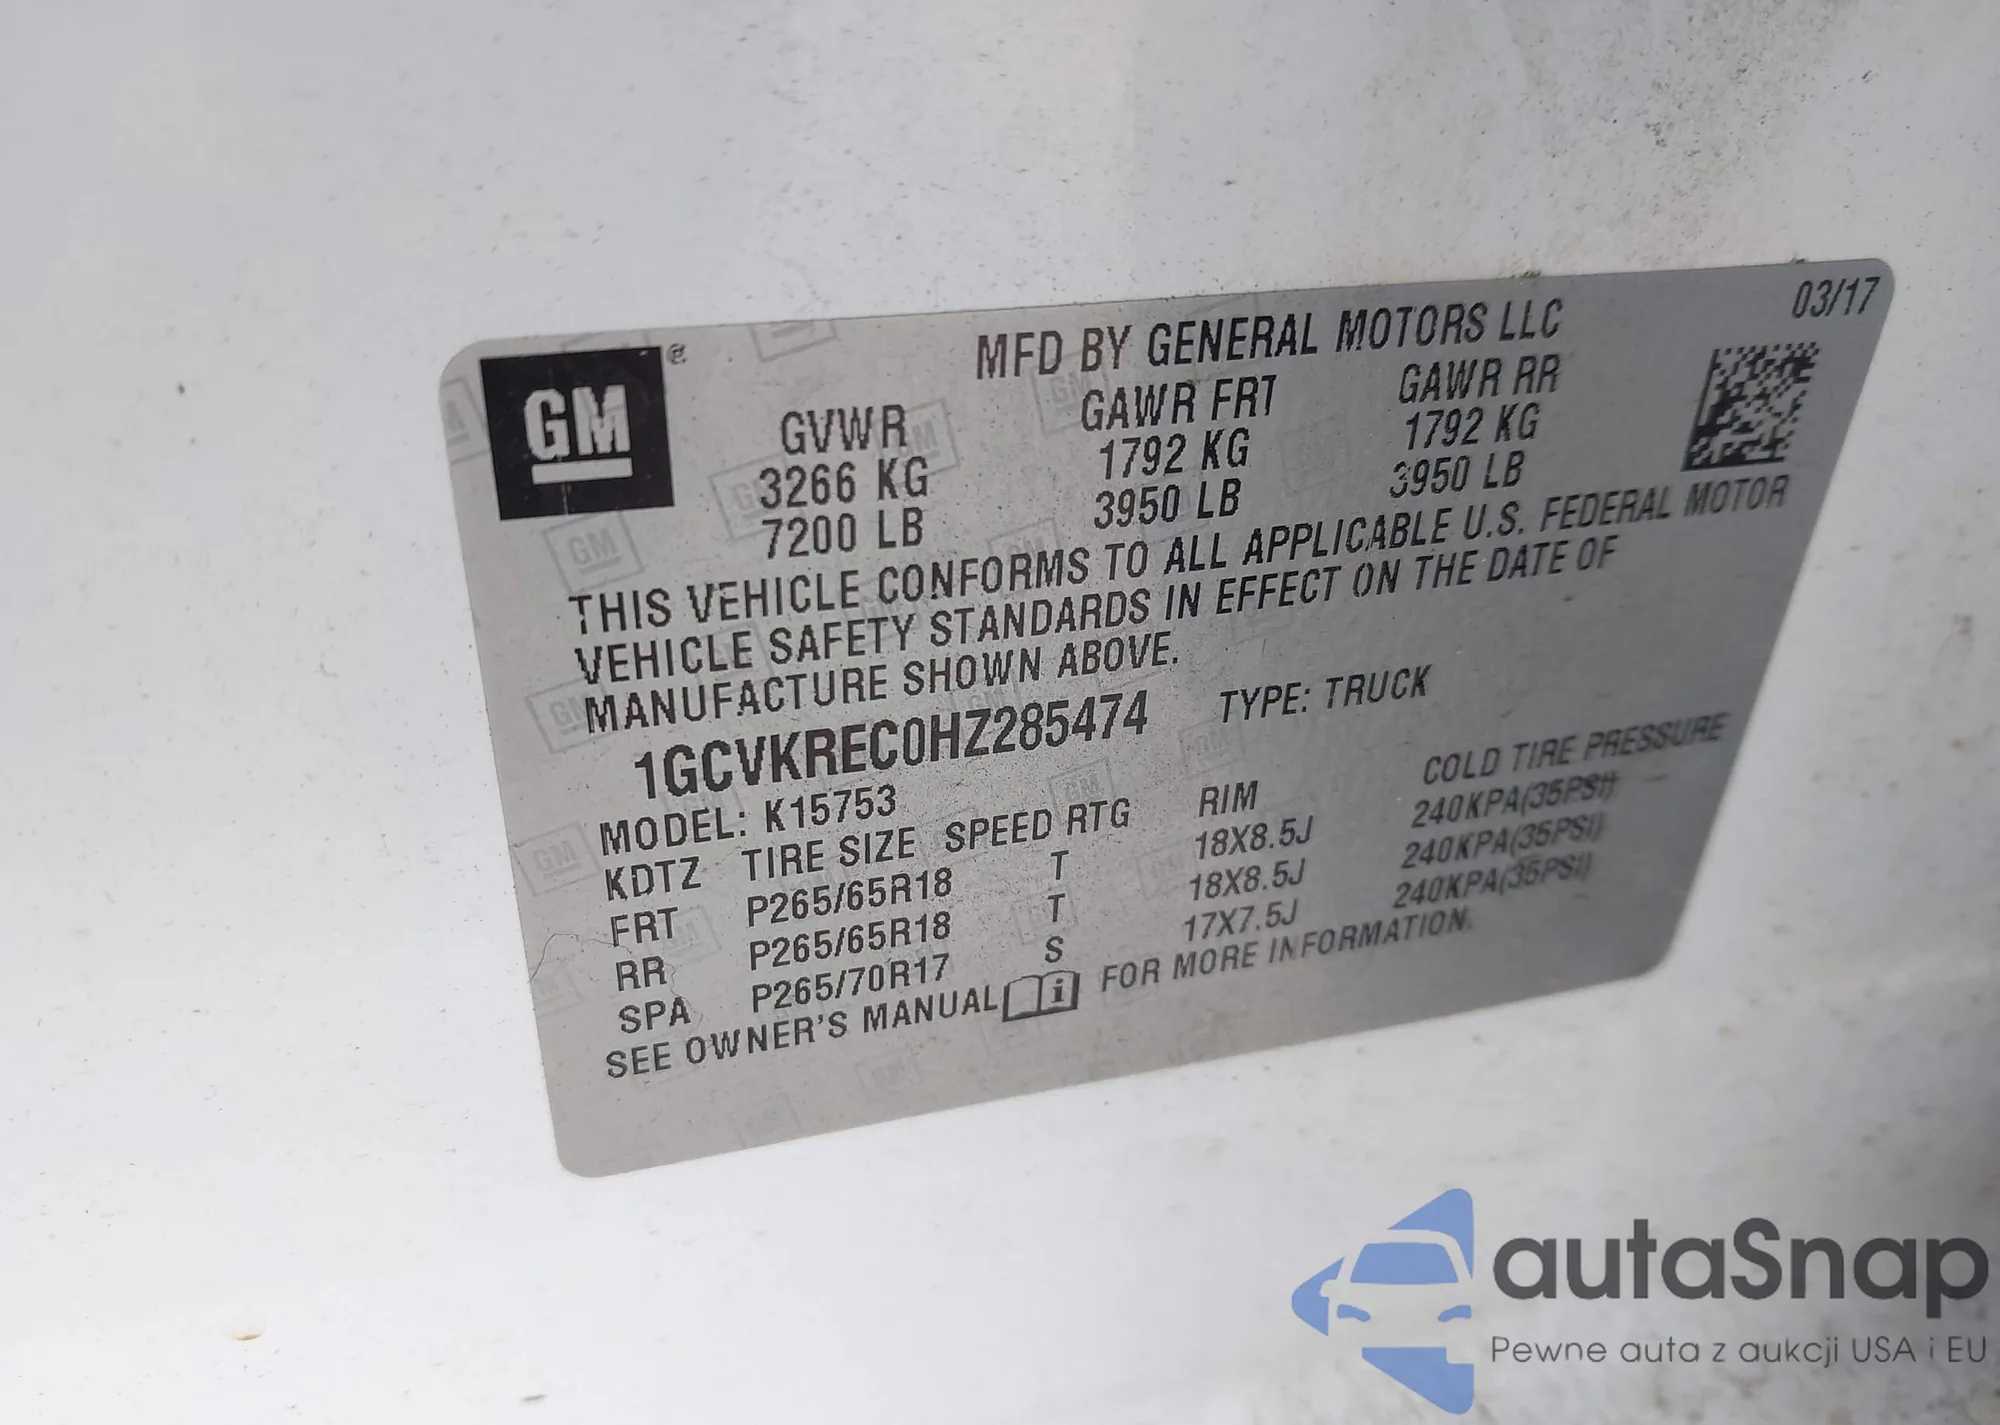 GM®
MFD BY GENERAL MOTORS LLC 03/17
GVWR GAWR FRT GAWR RR
3266 KG 1792 KG 1792 KG
7200 LB 3950 LB 3950 LB
THIS VEHICLE CONFORMS TO ALL APPLICABLE U.S. FEDERAL MOTOR
VEHICLE SAFETY STANDARDS IN EFFECT ON THE DATE OF
MANUFACTURE SHOWN ABOVE.
1GCVKREC0HZ285474 TYPE: TRUCK
MODEL: K15753
KDTZ TIRE SIZE SPEED RTG RIM COLD TIRE PRESSURE
FRT P265/65R18 T 18X8.5J 240KPA(35PSI)
RR P265/65R18 T 18X8.5J 240KPA(35PSI)
SPA P265/70R17 S 17X7.5J 240KPA(35PSI)
SEE OWNER'S MANUAL FOR MORE INFORMATION.
autaSnap
Pewne auta z aukcji USA i EU